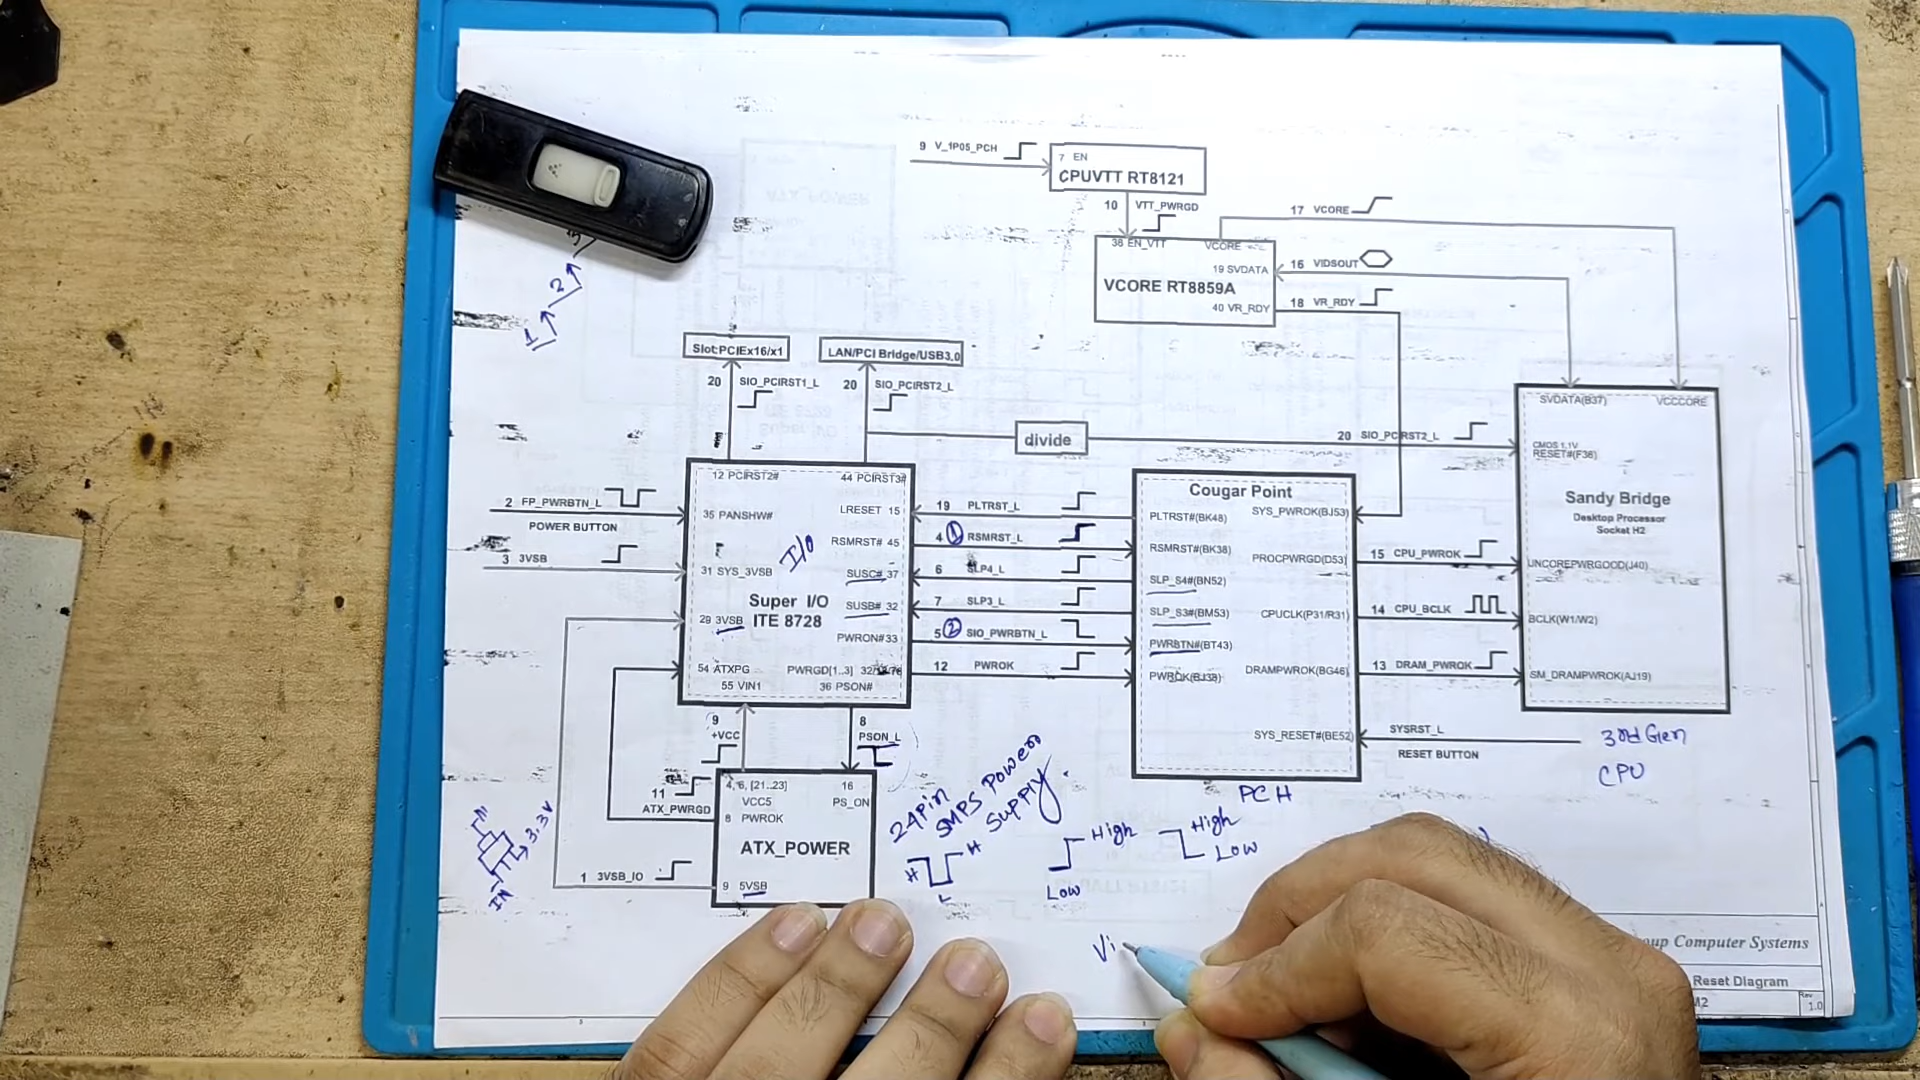 9 V_1P05_PCH
7 EN
CPUVTT RT8121
10 VTT_PWRGD
17 VCORE
38 EN_VTT VCORE
19 SVDATA
16 VIDSOUT
VCORE RT8859A
40 VR_RDY
18 VR_RDY
1 2 3
Slot:PCIEx16/x1
LAN/PCI Bridge/USB3.0
20 SIO_PCIRST1_L
20 SIO_PCIRST2_L
divide
20 SIO_PCIRST2_L
SVDATA(B37) VCCCORE
CMOS 1.1V
RESET#(F36)
Sandy Bridge
Desktop Processor
Socket H2
UNCOREPWRGOOD(J40)
BCLK(W1/W2)
SM_DRAMPWROK(AJ19)
12 PCIRST2# 44 PCIRST3#
2 FP_PWRBTN_L
POWER BUTTON
35 PANSHW#
LRESET 15
19 PLTRST_L
3 3VSB
31 SYS_3VSB
I/O
RSMRST# 45
4 1 RSMRST_L
SUSC# 37
6 SLP4_L
Super I/O
ITE 8728
SUSB# 32
7 SLP3_L
29 3VSB
PWRON#33
5 2 SIO_PWRBTN_L
54 ATXPG
PWRGD[1..3]
12 PWROK
55 VIN1 36 PSON#
Cougar Point
PLTRST#(BK48) SYS_PWROK(BJ53)
RSMRST#(BK38) PROCPWRGD(D53)
15 CPU_PWROK
SLP_S4#(BN52)
SLP_S3#(BM53) CPUCLK(P31/R31)
14 CPU_BCLK
PWRBTN#(BT43)
PWROK(BJ38) DRAMPWROK(BG46)
13 DRAM_PWROK
SYS_RESET#(BE52)
SYSRST_L
RESET BUTTON
3rd Gen
CPU
PCH
9 +VCC
8 PSON_L
11 ATX_PWRGD
4, 6, [21..23] 16
VCC5 PS_ON
8 PWROK
ATX_POWER
1 3VSB_IO
9 5VSB
3.3V
IN
24Pin
SMPS Power
Supply.
H H
L
High
Low
High
Low
Vi
oup Computer Systems
Reset Diagram
M2
Rev
1.0